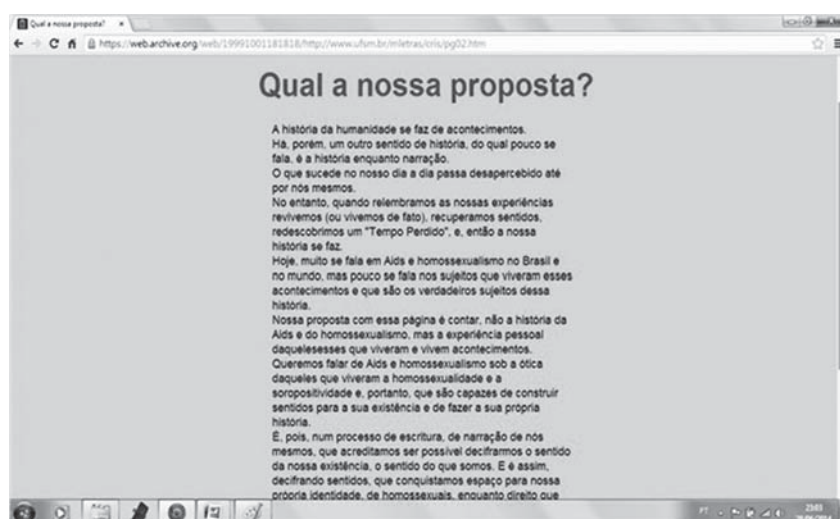 Qual a nossa proposta?
https://web.archive.org/web/19991001181818/http://www.ufsm.br/mletras/cris/pg02.htm
Qual a nossa proposta?
A história da humanidade se faz de acontecimentos.
Há, porém, um outro sentido de história, do qual pouco se
fala, é a história enquanto narração.
O que sucede no nosso dia a dia passa desapercebido até
por nós mesmos.
No entanto, quando relembramos as nossas experiências
revivemos (ou vivemos de fato), recuperamos sentidos,
redescobrimos um "Tempo Perdido", e, então a nossa
história se faz.
Hoje, muito se fala em Aids e homossexualismo no Brasil e
no mundo, mas pouco se fala nos sujeitos que viveram esses
acontecimentos e que são os verdadeiros sujeitos dessa
história.
Nossa proposta com essa página é contar, não a história da
Aids e do homossexualismo, mas a experiência pessoal
daquelesesses que viveram e vivem acontecimentos.
Queremos falar de Aids e homossexualismo sob a ótica
daqueles que viveram a homossexualidade e a
soropositividade e, portanto, que são capazes de construir
sentidos para a sua existência e de fazer a sua própria
história.
É, pois, num processo de escritura, de narração de nós
mesmos, que acreditamos ser possível decifrarmos o sentido
da nossa existência, o sentido do que somos. E é assim,
decifrando sentidos, que conquistamos espaço para nossa
própria identidade, de homossexuais, enquanto direito que
PT